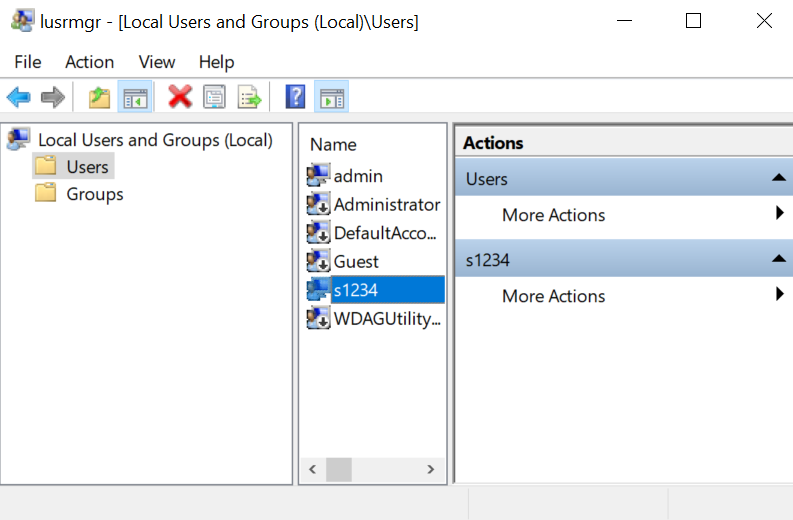 lusrmgr - [Local Users and Groups (Local)\Users]
File Action View Help
Local Users and Groups (Local)
Users
Groups
Name
admin
Administrator
DefaultAcco...
Guest
s1234
WDAGUtility...
Actions
Users
More Actions
s1234
More Actions